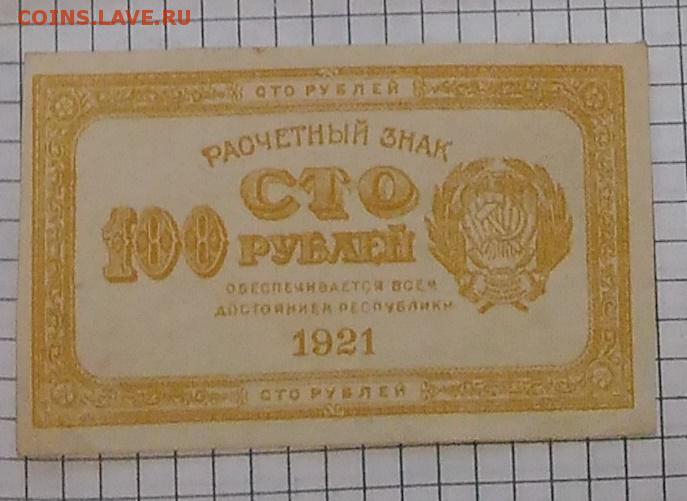 COINS.LAVE.RU
СТО РУБЛЕЙ
РАСЧЕТНЫЙ ЗНАК
СТО
100 РУБЛЕЙ
ОБЕСПЕЧИВАЕТСЯ ВСЕМ
ДОСТОЯНИЕМ РЕСПУБЛИКИ
1921
СТО РУБЛЕЙ